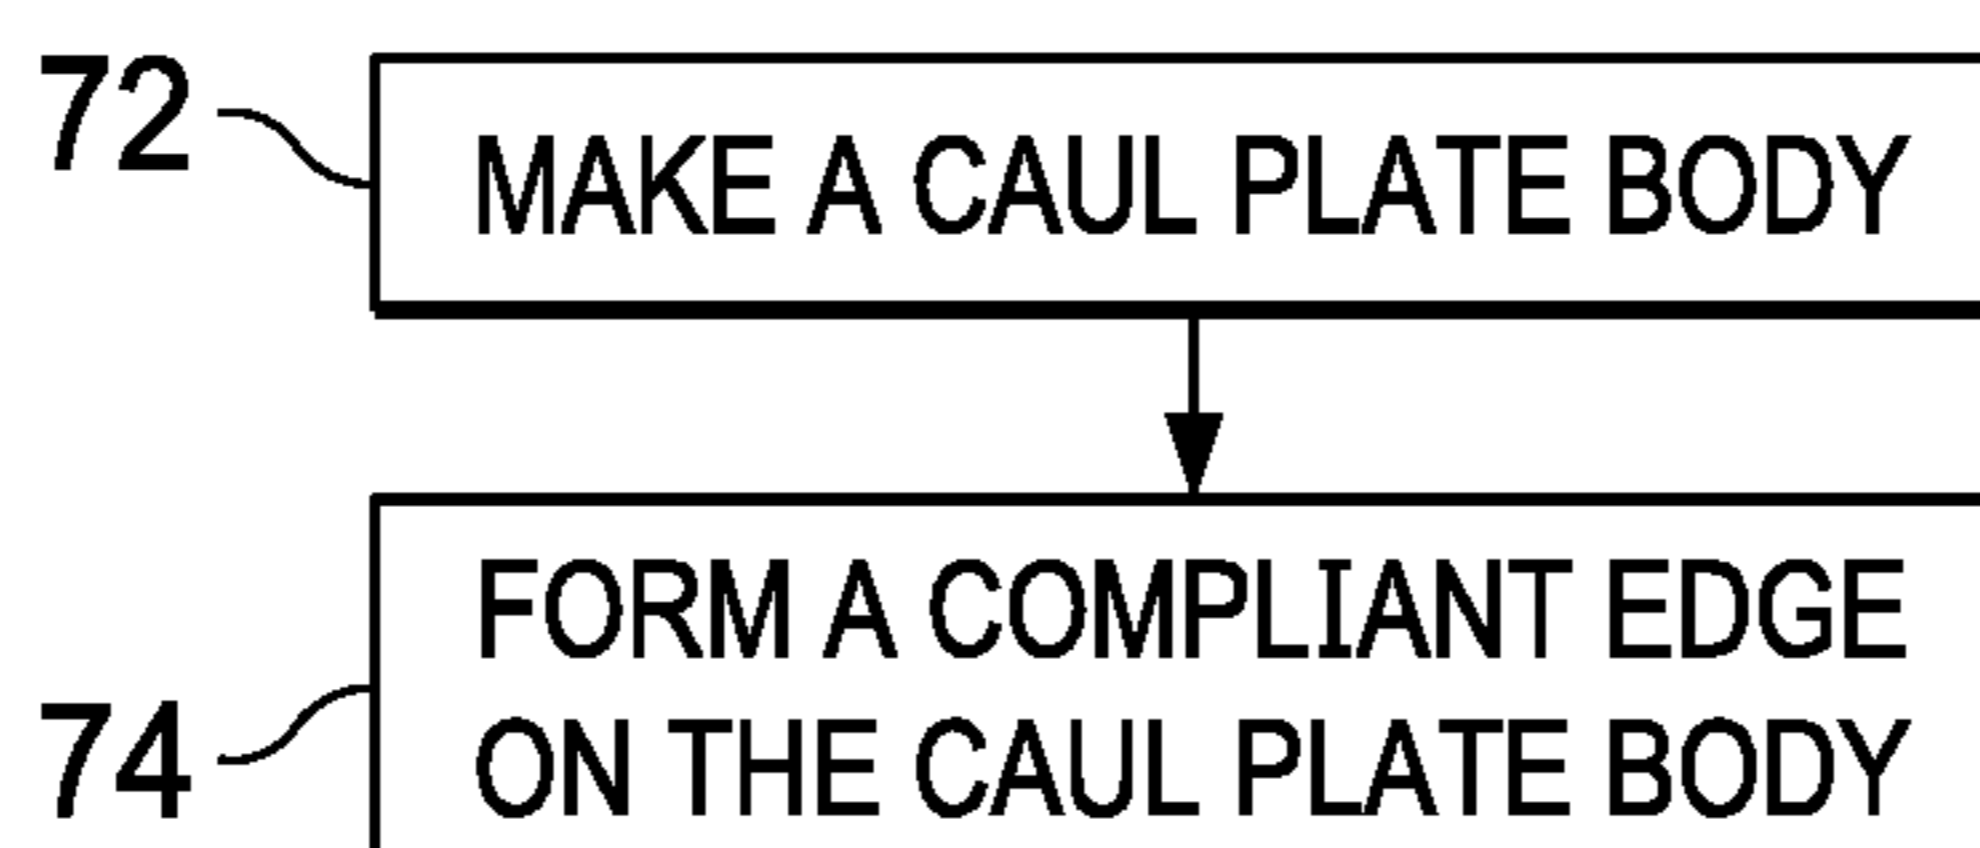 72
MAKE A CAUL PLATE BODY
FORM A COMPLIANT EDGE
74
ON THE CAUL PLATE BODY